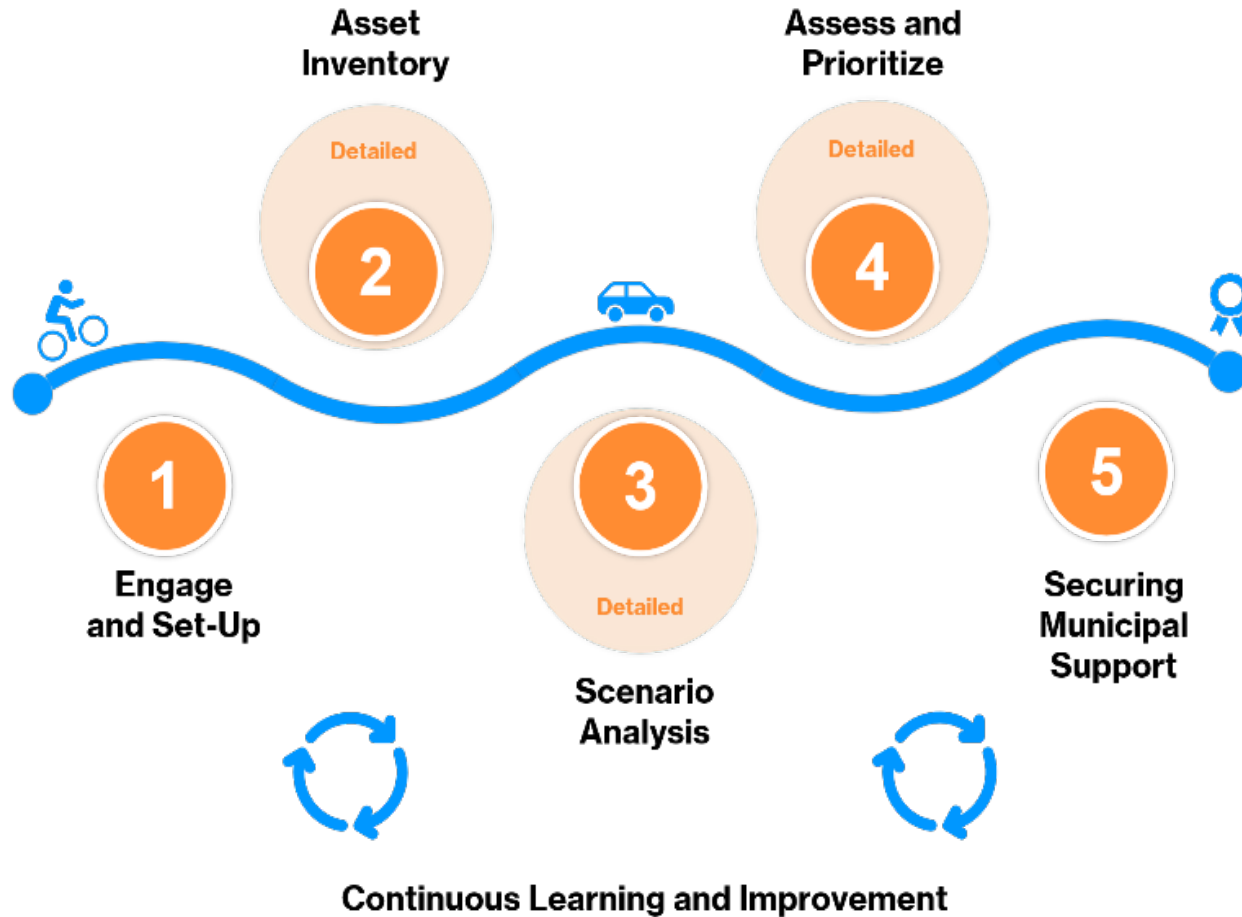 Asset
Inventory
Assess and
Prioritize
Detailed
Detailed
2
4
1
3
5
Engage
and Set-Up
Detailed
Securing
Municipal
Support
Scenario
Analysis
Continuous Learning and Improvement